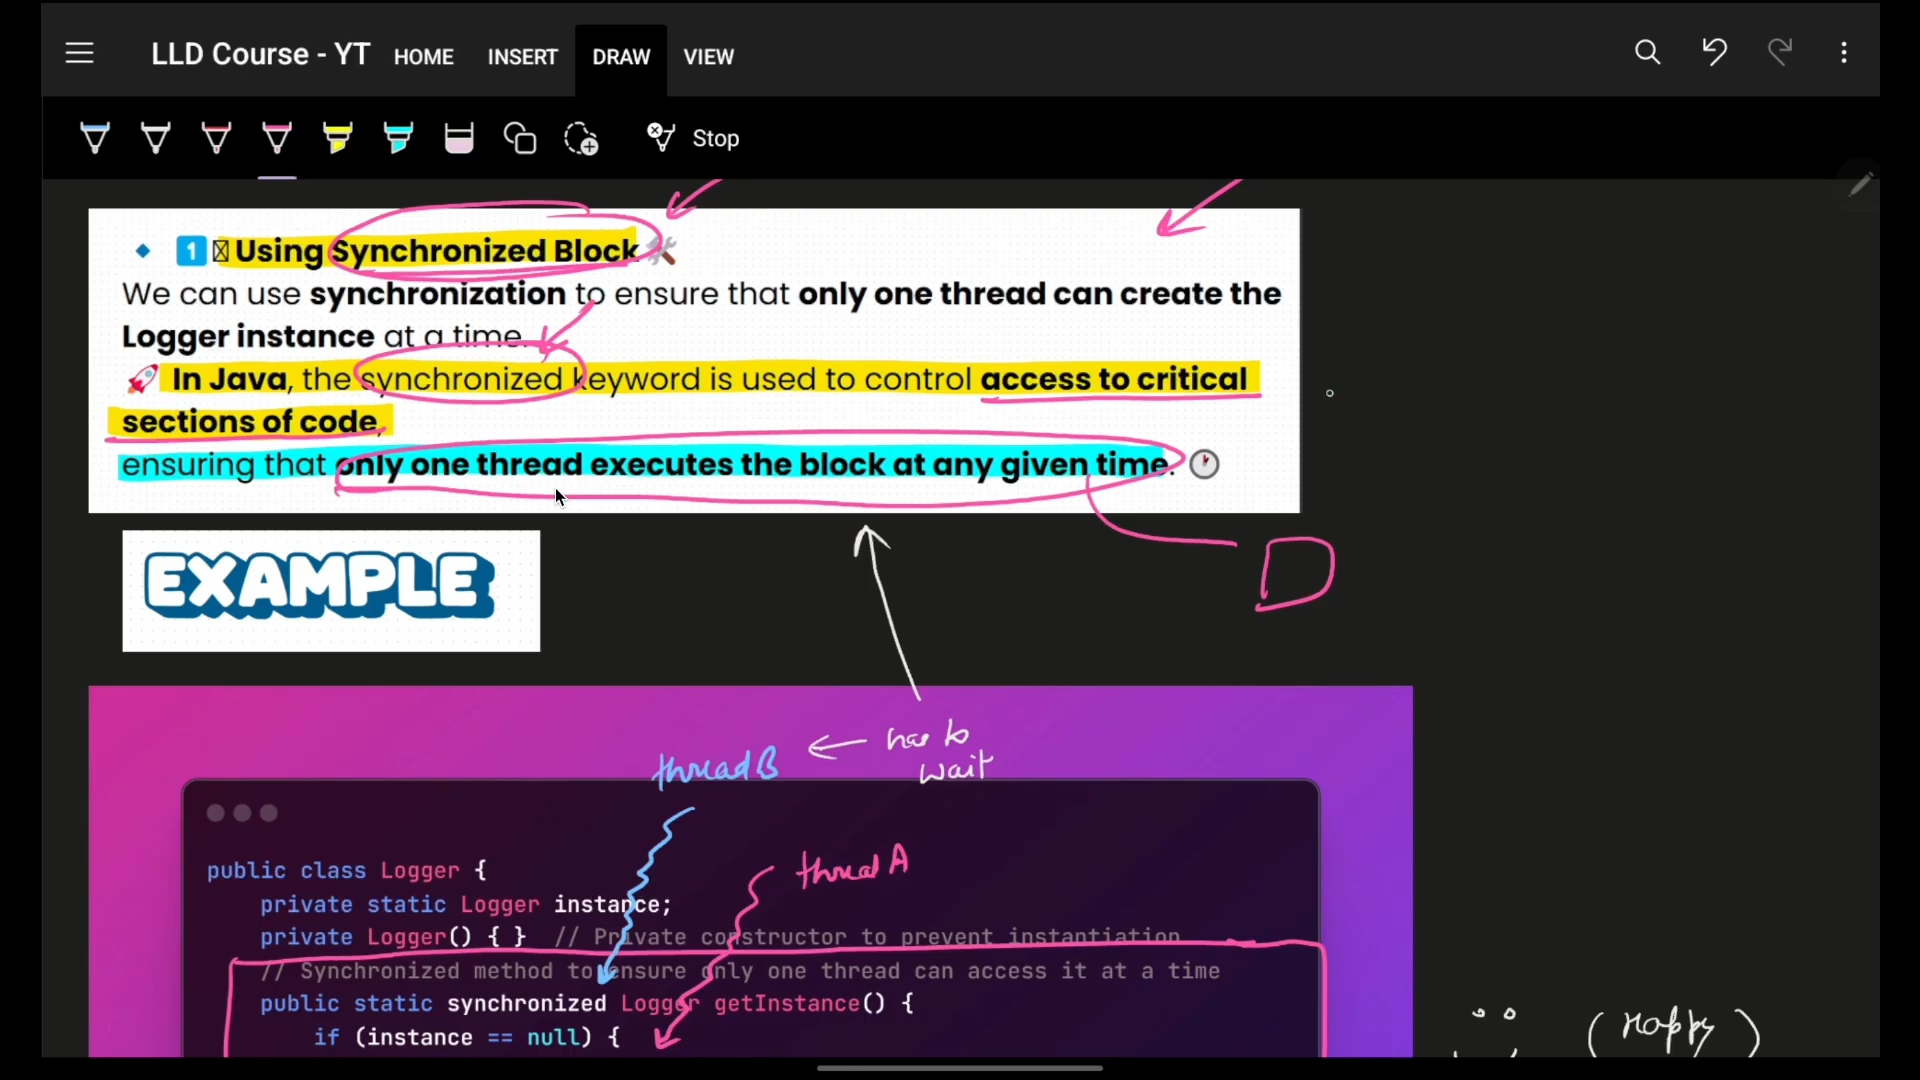 LLD Course - YT HOME INSERT DRAW VIEW
Stop
1 Using Synchronized Block
We can use synchronization to ensure that only one thread can create the
Logger instance at a time.
In Java, the synchronized keyword is used to control access to critical
sections of code,
ensuring that only one thread executes the block at any given time.
D
EXAMPLE
has to
wait
thread B
thread A
public class Logger {
private static Logger instance;
private Logger() { } // Private constructor to prevent instantiation
// Synchronized method to ensure only one thread can access it at a time
public static synchronized Logger getInstance() {
if (instance == null) {
(Happy)